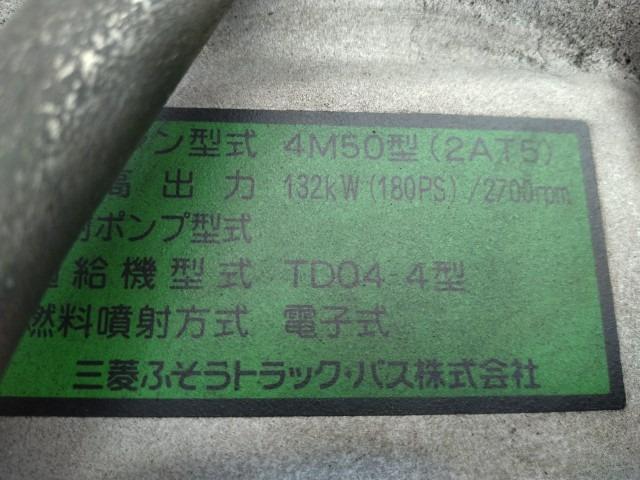 ン型式 4M50型(2AT5)
高出力 132kW(180PS)/2700rpm
ポンプ型式
給機型式 TD04-4型
燃料噴射方式 電子式
三菱ふそうトラック・バス株式会社